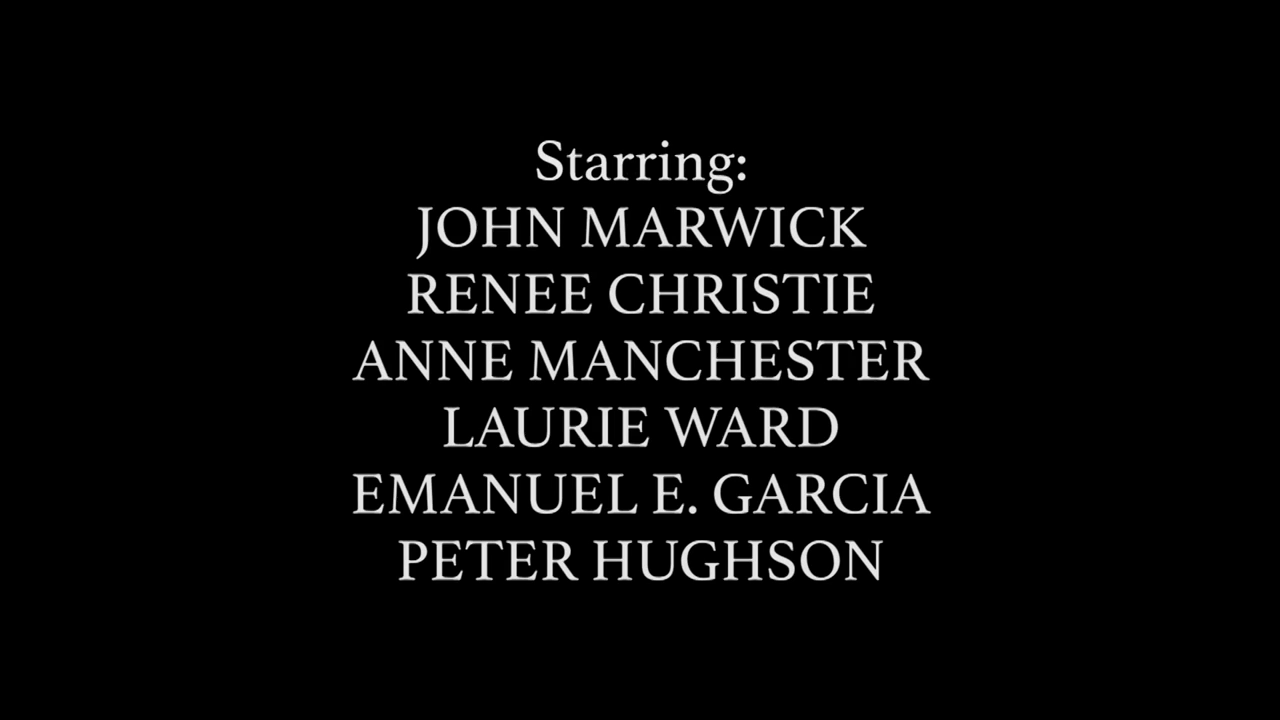 Starring:
JOHN MARWICK
RENEE CHRISTIE
ANNE MANCHESTER
LAURIE WARD
EMANUEL E. GARCIA
PETER HUGHSON